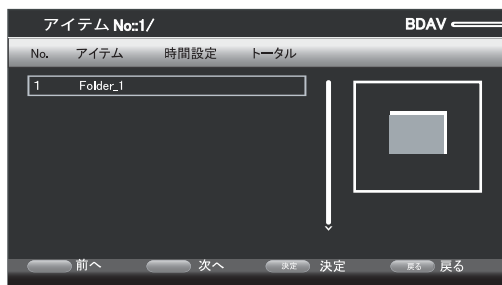 アイテム No::1/ BDAV
No. アイテム 時間設定 トータル
1 Folder_1
前へ 次へ 決定 決定 戻る 戻る